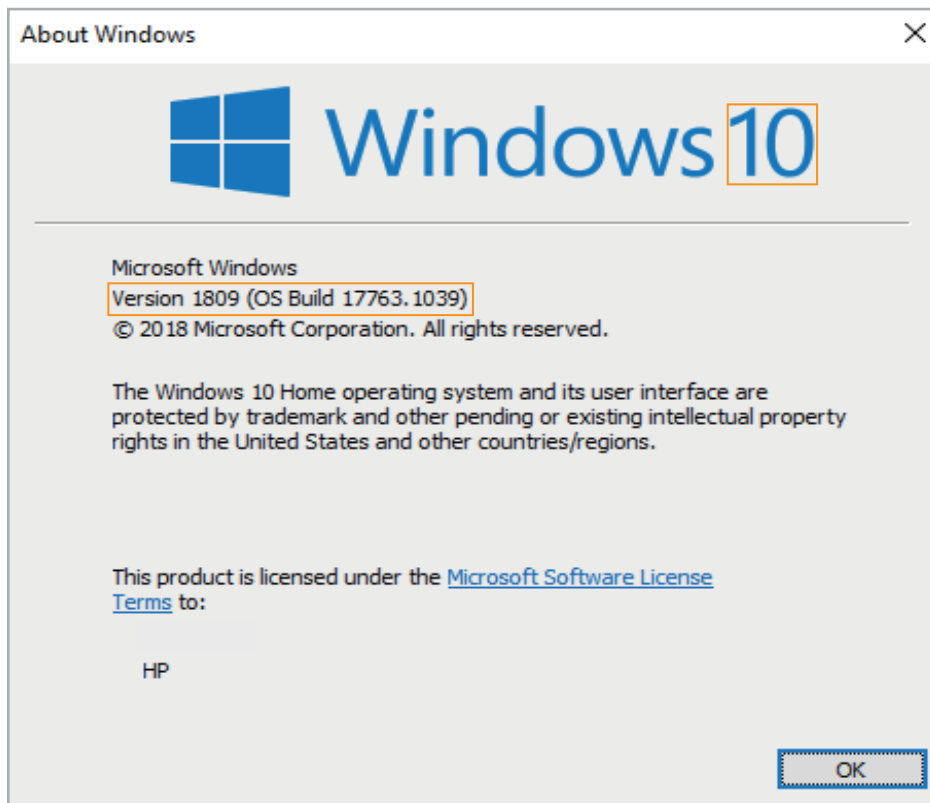 About Windows
Windows 10
Microsoft Windows
Version 1809 (OS Build 17763.1039)
© 2018 Microsoft Corporation. All rights reserved.
The Windows 10 Home operating system and its user interface are
protected by trademark and other pending or existing intellectual property
rights in the United States and other countries/regions.
This product is licensed under the Microsoft Software License
Terms to:
HP
OK